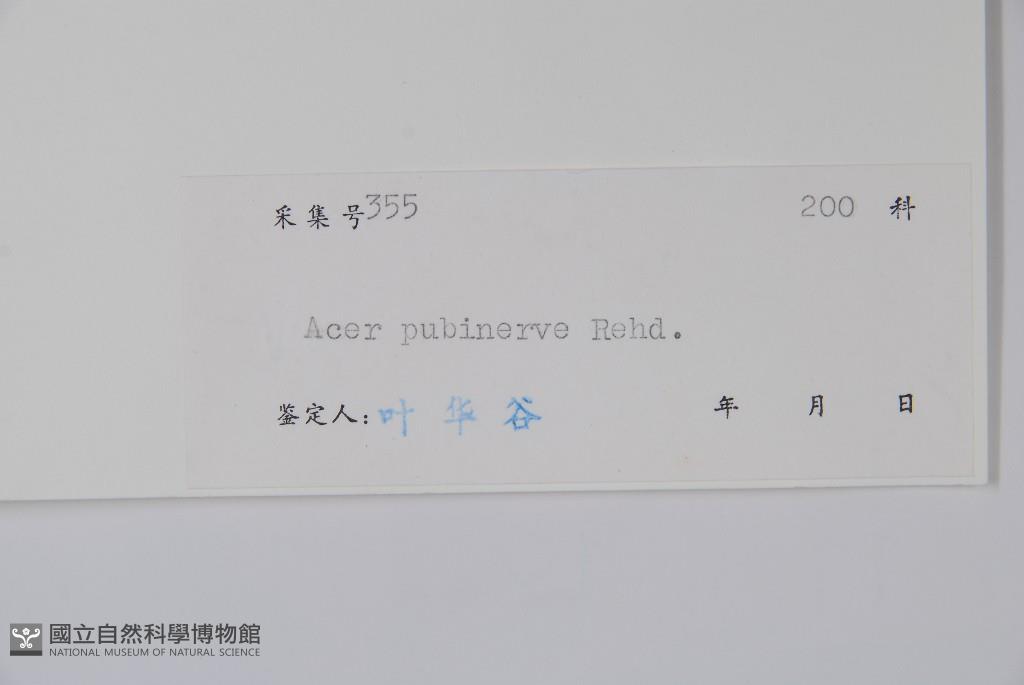 采集号355 200 科
Acer pubinerve Rehd.
鉴定人：叶华谷 年 月 日
國立自然科學博物館
NATIONAL MUSEUM OF NATURAL SCIENCE